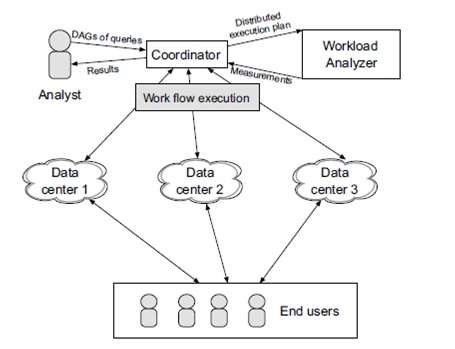 DAGs of queries
Results
Analyst
Coordinator
Distributed
execution plan
Measurements
Workload
Analyzer
Work flow execution
Data
center 1
Data
center 2
Data
center 3
End users